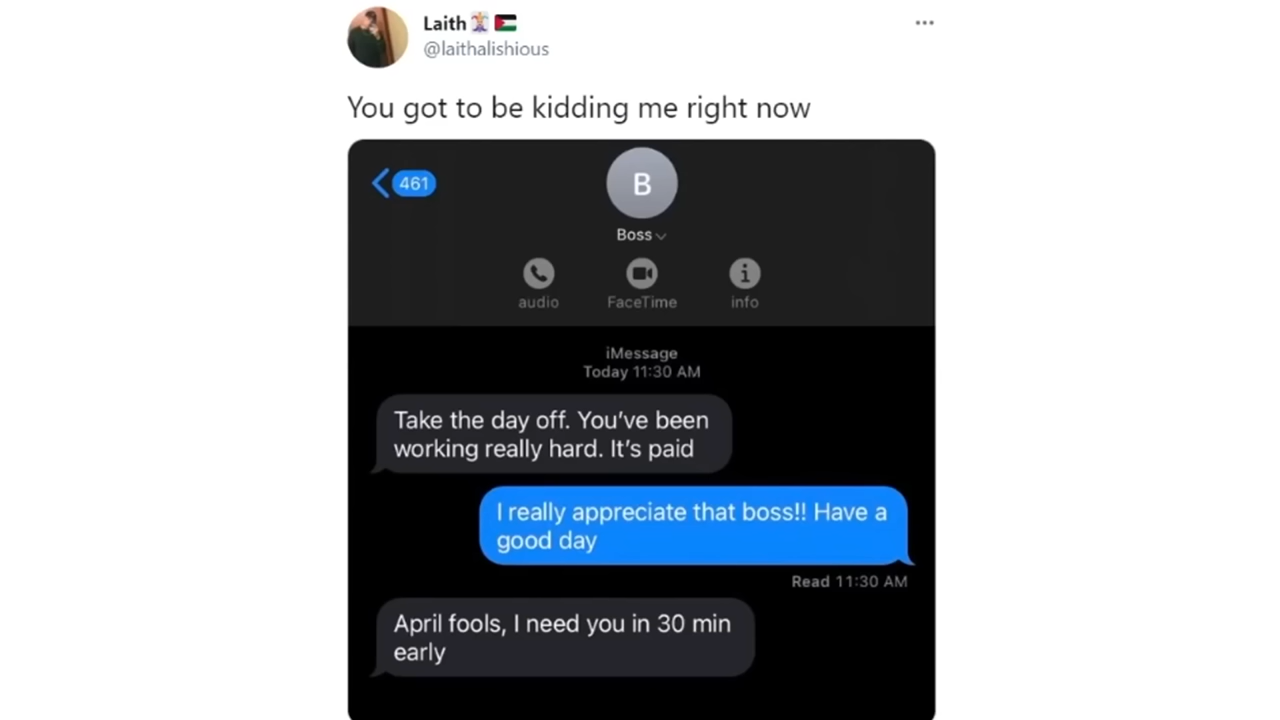 Laith🃏🇵🇸
@laithalishious
You got to be kidding me right now
461
B
Boss
audio FaceTime info
iMessage
Today 11:30 AM
Take the day off. You've been
working really hard. It's paid
I really appreciate that boss!! Have a
good day
Read 11:30 AM
April fools, I need you in 30 min
early